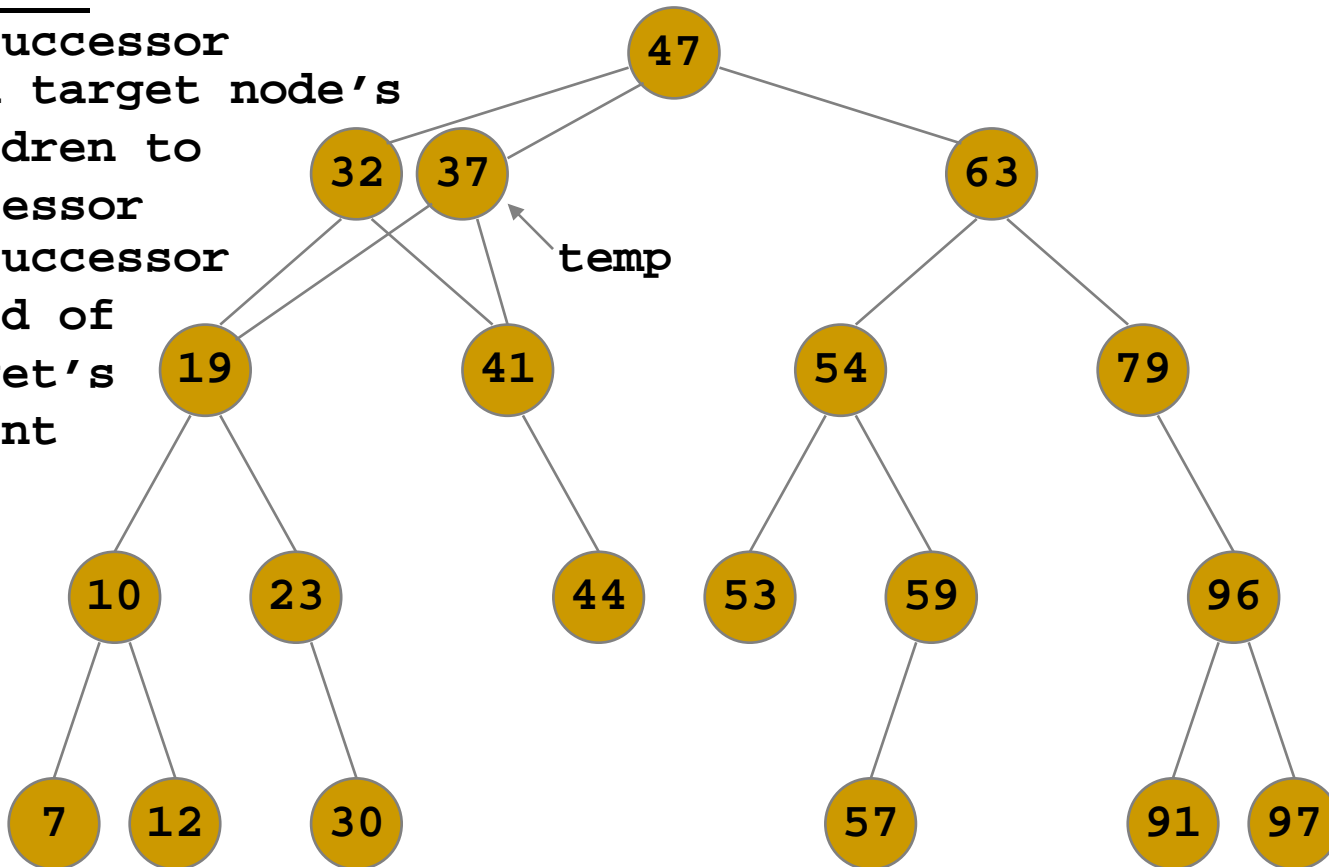 uccessor
target node's
dren to
essor
uccessor
d of
et's
nt
temp
47
32 37 63
19 41 54 79
10 23 44 53 59 96
7 12 30 57 91 97